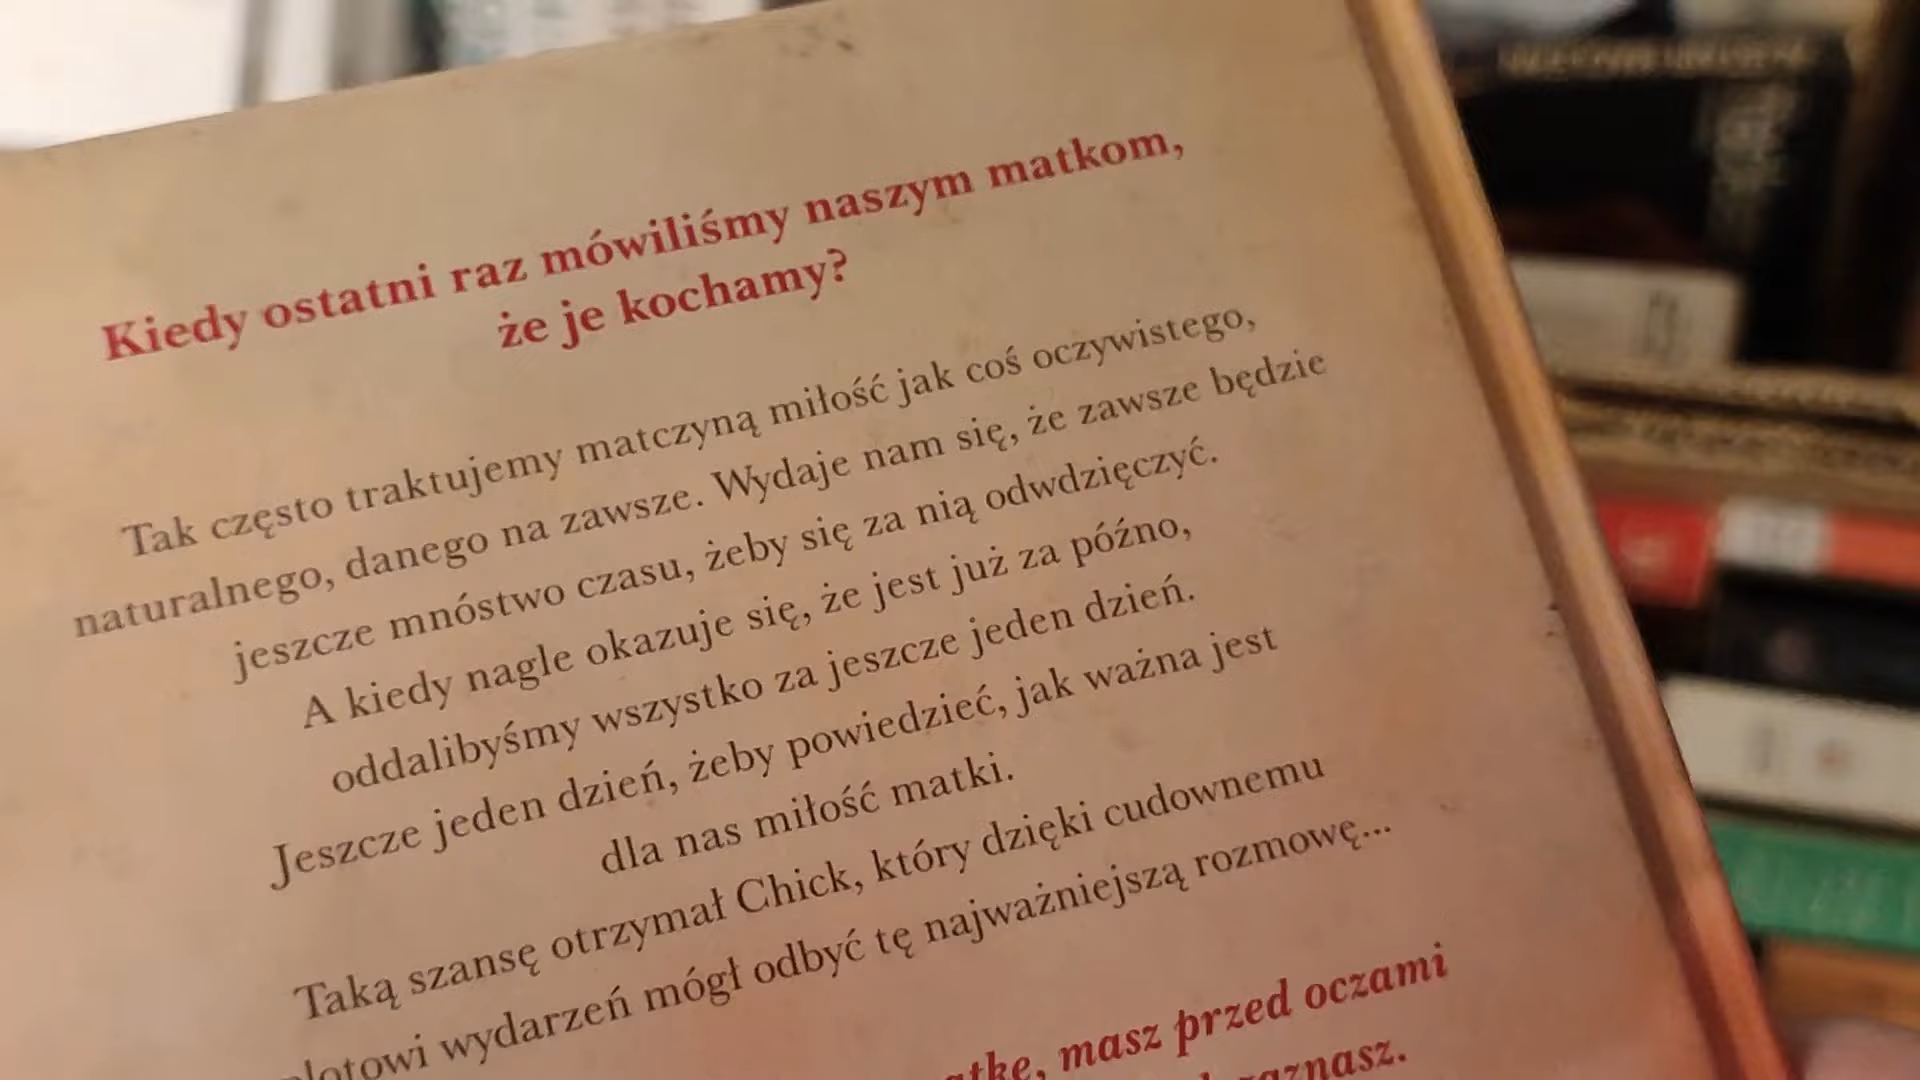 Kiedy ostatni raz mówiliśmy naszym matkom,
że je kochamy?
Tak często traktujemy matczyną miłość jak coś oczywistego,
naturalnego, danego na zawsze. Wydaje nam się, że zawsze będzie
jeszcze mnóstwo czasu, żeby się za nią odwdzięczyć.
A kiedy nagle okazuje się, że jest już za późno,
oddalibyśmy wszystko za jeszcze jeden dzień.
Jeszcze jeden dzień, żeby powiedzieć, jak ważna jest
dla nas miłość matki.
Taką szansę otrzymał Chick, który dzięki cudownemu
wydarzeń mógł odbyć tę najważniejszą rozmowę...
masz przed oczami